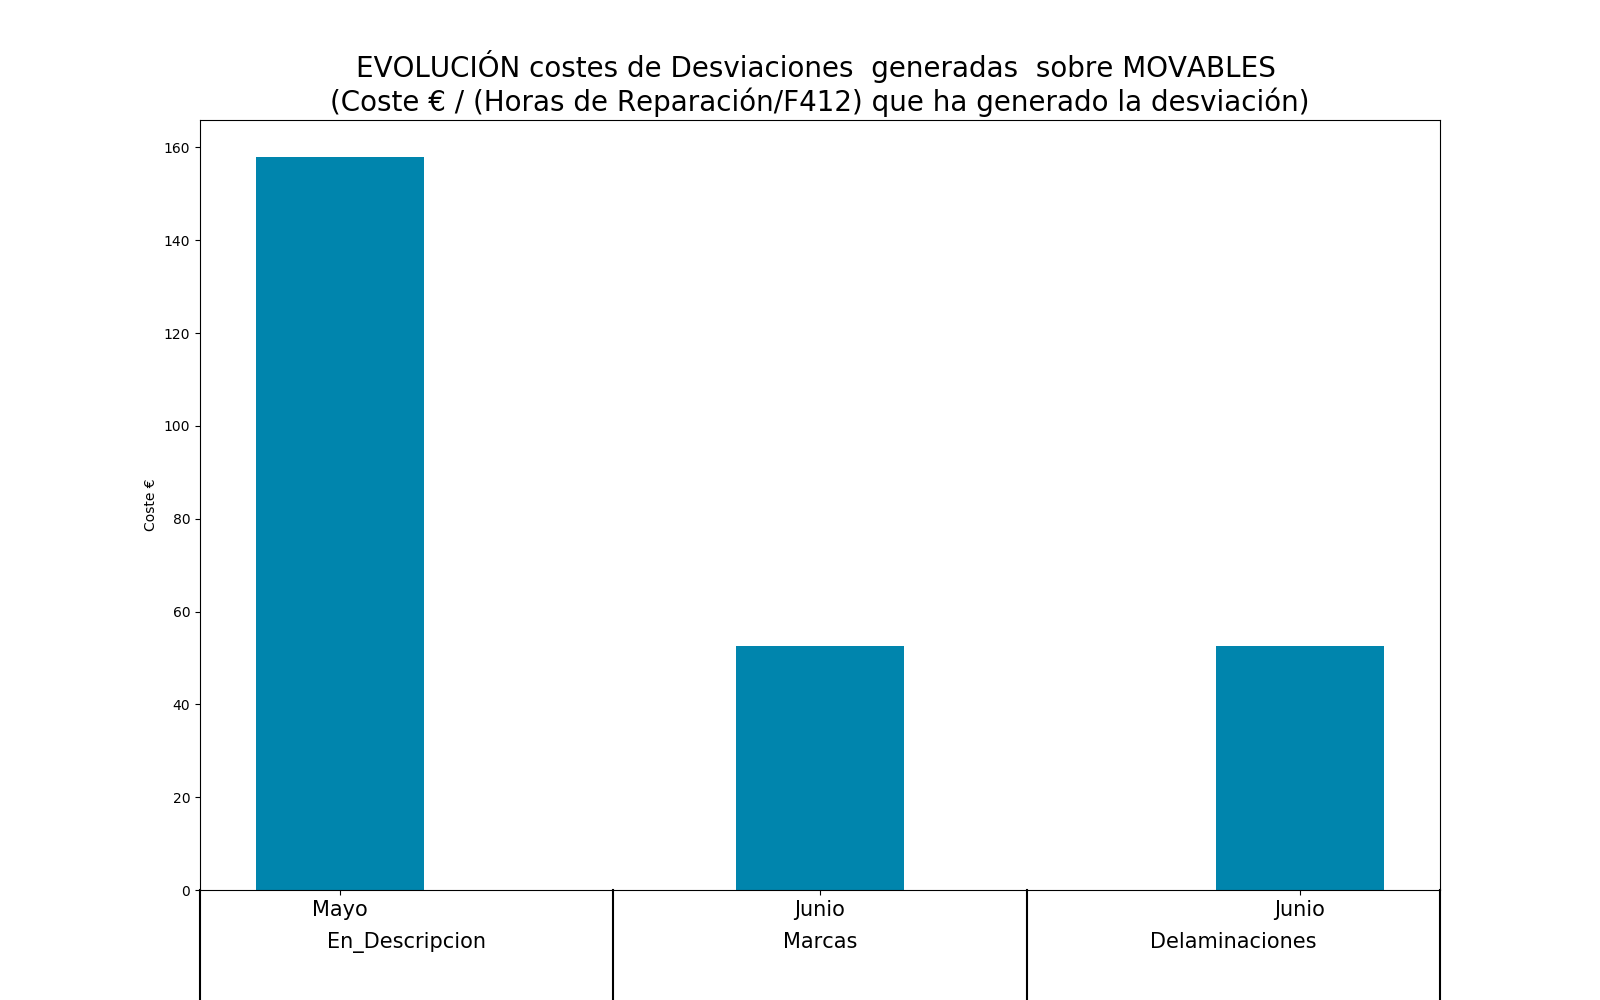 EVOLUCIÓN costes de Desviaciones  generadas  sobre MOVABLES
(Coste € / (Horas de Reparación/F412) que ha generado la desviación)
160
140
120
100
80
60
40
20
0
Coste €
Mayo Junio Junio
En_Descripcion Marcas Delaminaciones